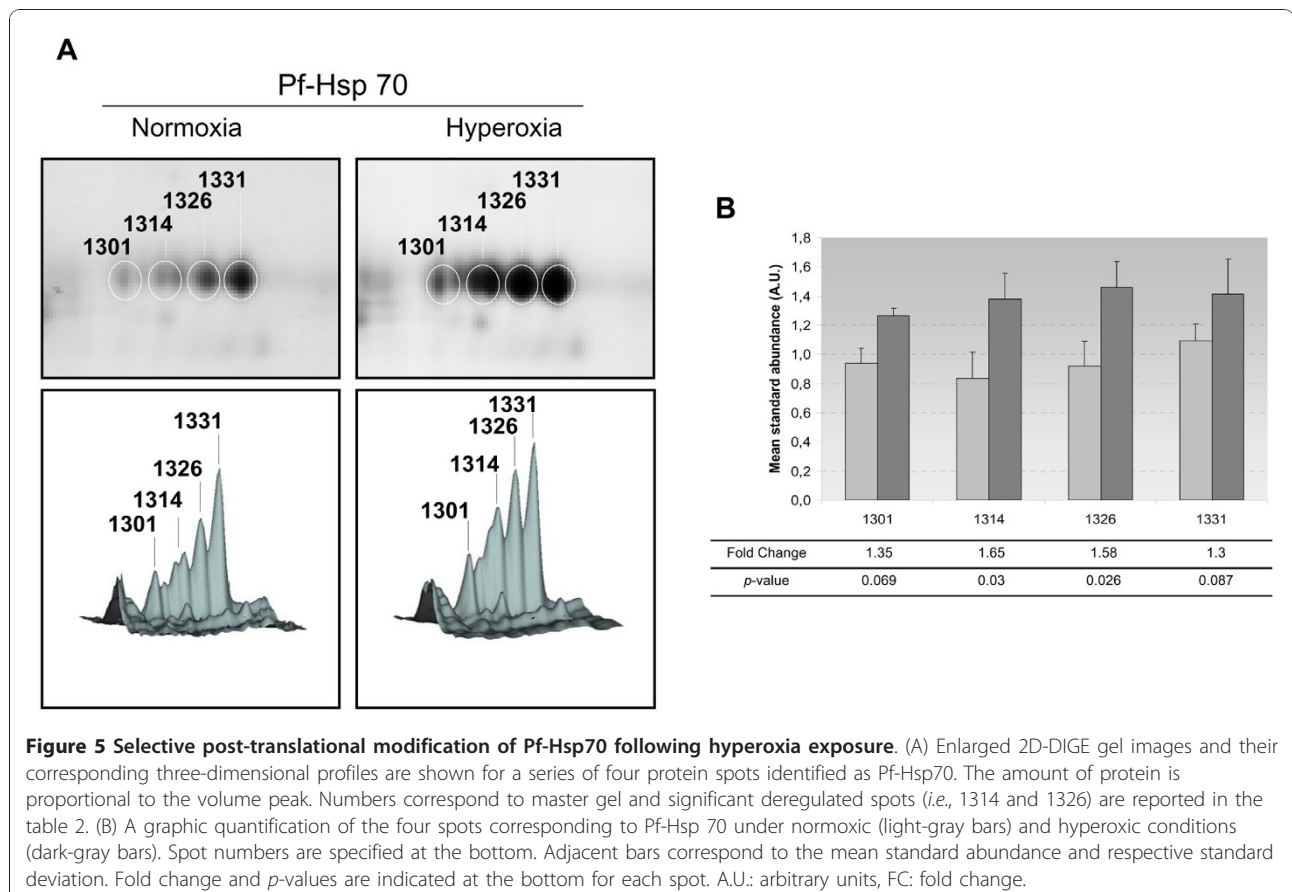 A
Pf-Hsp 70
Normoxia
Hyperoxia
1331
1326
1314
1301
1331
1326
1314
1301
1331
1326
1314
1301
1331
1326
1314
1301
B
Mean standard abundance (A.U.)
1,8
1,6
1,4
1,2
1,0
0,8
0,6
0,4
0,2
0,0
1301 1314 1326 1331
Fold Change 1.35 1.65 1.58 1.3
p-value 0.069 0.03 0.026 0.087
Figure 5 Selective post-translational modification of Pf-Hsp70 following hyperoxia exposure. (A) Enlarged 2D-DIGE gel images and their
corresponding three-dimensional profiles are shown for a series of four protein spots identified as Pf-Hsp70. The amount of protein is
proportional to the volume peak. Numbers correspond to master gel and significant deregulated spots (i.e., 1314 and 1326) are reported in the
table 2. (B) A graphic quantification of the four spots corresponding to Pf-Hsp 70 under normoxic (light-gray bars) and hyperoxic conditions
(dark-gray bars). Spot numbers are specified at the bottom. Adjacent bars correspond to the mean standard abundance and respective standard
deviation. Fold change and p-values are indicated at the bottom for each spot. A.U.: arbitrary units, FC: fold change.